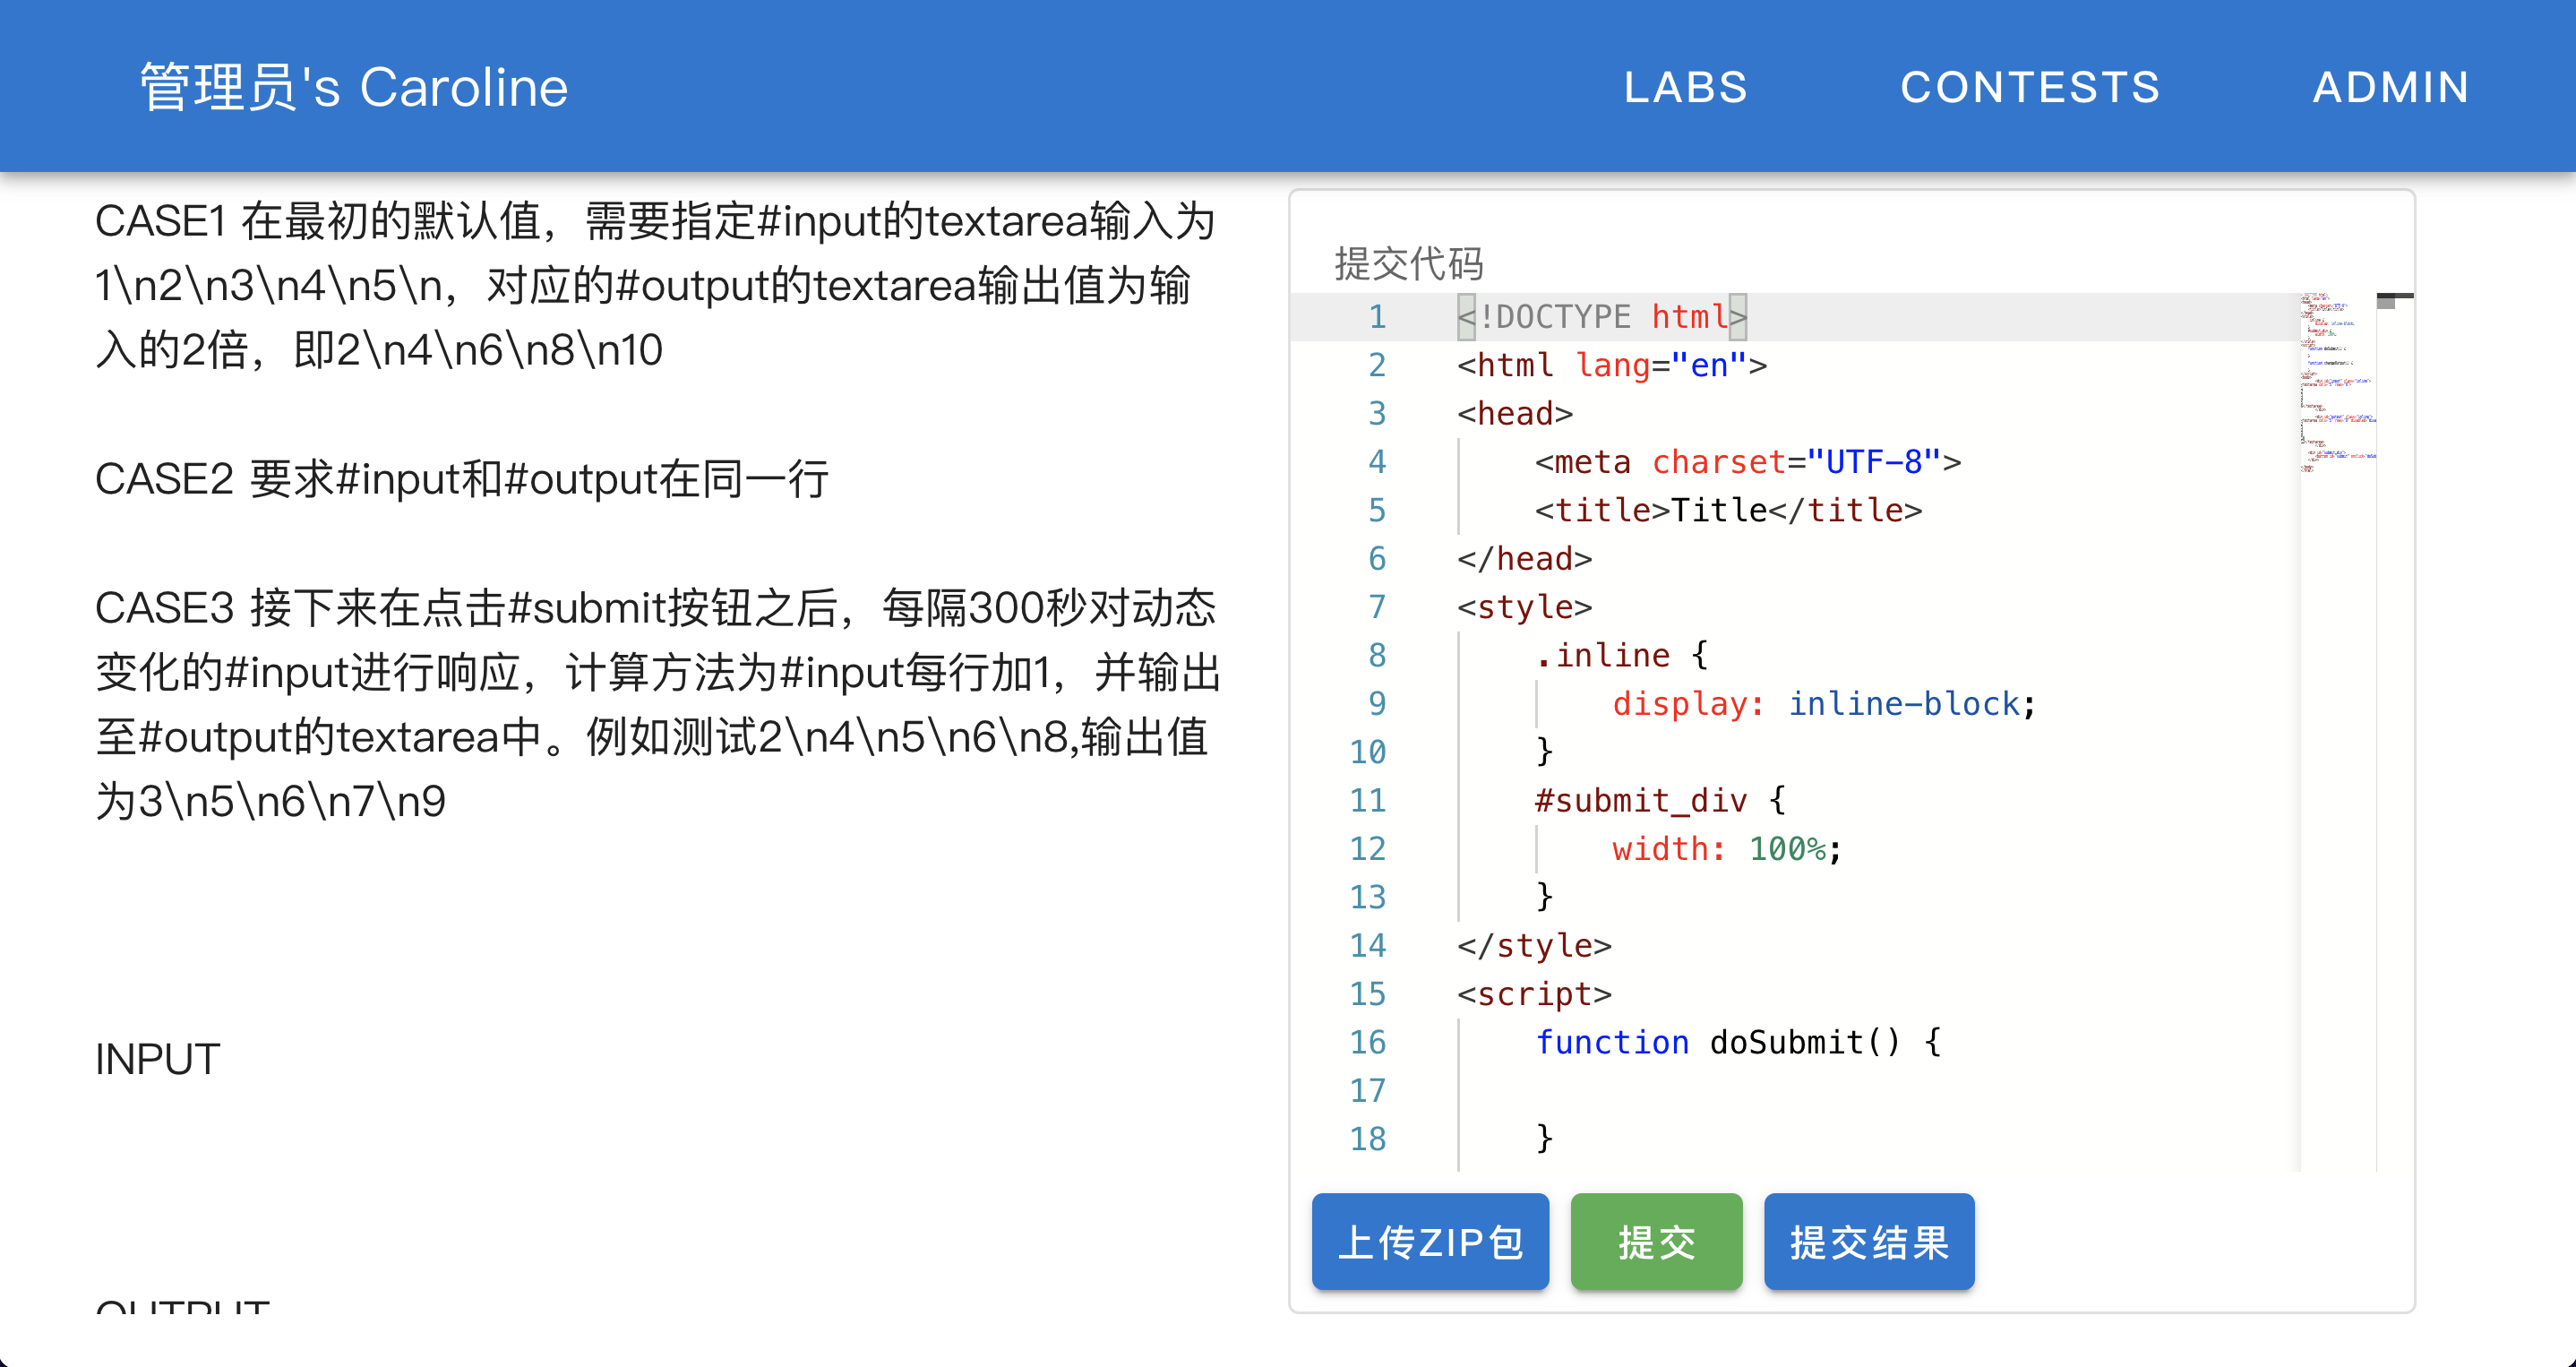 管理员's Caroline
LABS
CONTESTS
ADMIN
CASE1 在最初的默认值，需要指定#input的textarea输入为
1\n2\n3\n4\n5\n，对应的#output的textarea输出值为输
入的2倍，即2\n4\n6\n8\n10
CASE2 要求#input和#output在同一行
CASE3 接下来在点击#submit按钮之后，每隔300秒对动态
变化的#input进行响应，计算方法为#input每行加1，并输出
至#output的textarea中。例如测试2\n4\n5\n6\n8,输出值
为3\n5\n6\n7\n9
INPUT
OUTPUT
提交代码
1 <!DOCTYPE html>
2 <html lang="en">
3 <head>
4 <meta charset="UTF-8">
5 <title>Title</title>
6 </head>
7 <style>
8 .inline {
9 display: inline-block;
10 }
11 #submit_div {
12 width: 100%;
13 }
14 </style>
15 <script>
16 function doSubmit() {
17
18 }
上传ZIP包
提交
提交结果